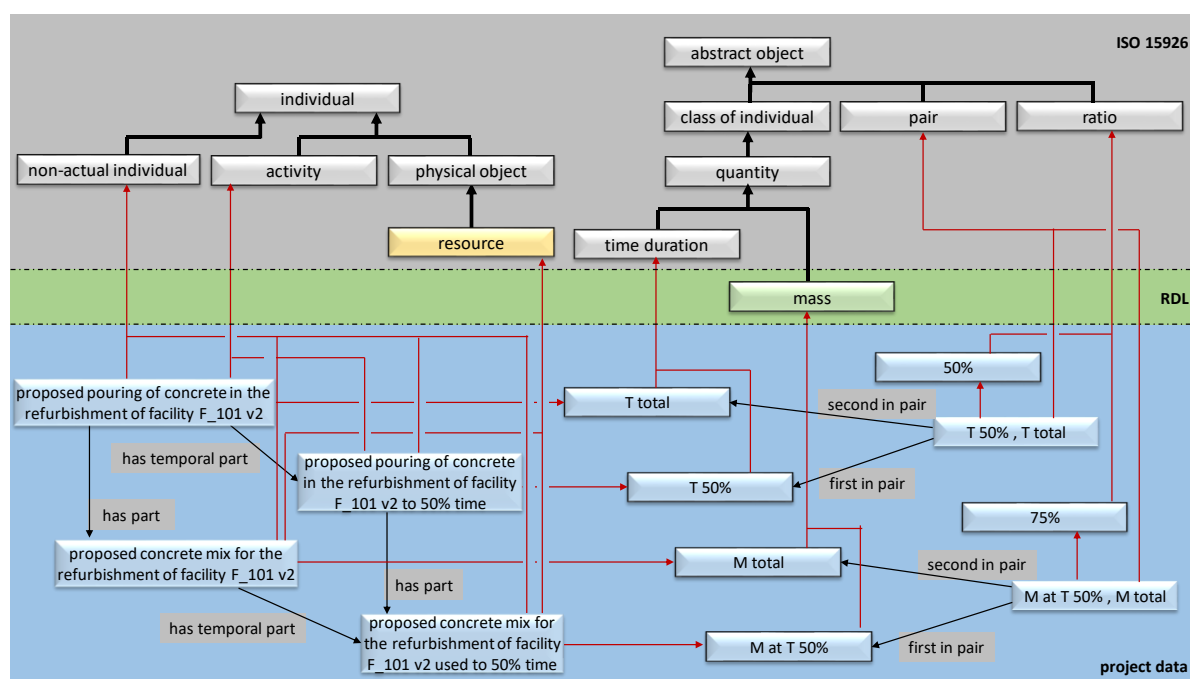 ISO 15926
abstract object
individual
class of individual
pair
ratio
non-actual individual
activity
physical object
quantity
resource
time duration
mass
RDL
50%
proposed pouring of concrete in the
refurbishment of facility F_101 v2
T total
second in pair
T 50% , T total
has temporal part
proposed pouring of concrete
in the refurbishment of facility
F_101 v2 to 50% time
T 50%
first in pair
has part
75%
proposed concrete mix for the
refurbishment of facility F_101 v2
M total
second in pair
has part
M at T 50% , M total
has temporal part
proposed concrete mix for
the refurbishment of facility
F_101 v2 used to 50% time
M at T 50%
first in pair
project data